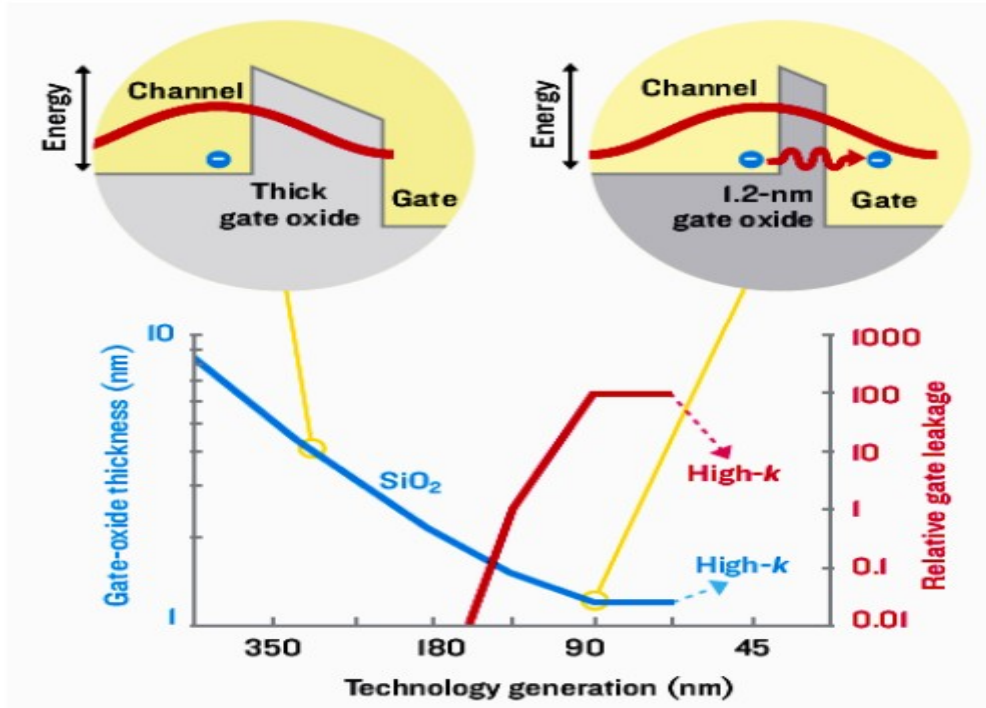 Energy
Channel
Thick
gate oxide
Gate
Energy
Channel
1.2-nm
gate oxide
Gate
Gate-oxide thickness (nm)
10
1
SiO₂
High-k
High-k
1000
100
10
1
0.1
0.01
Relative gate leakage
350
180
90
45
Technology generation (nm)